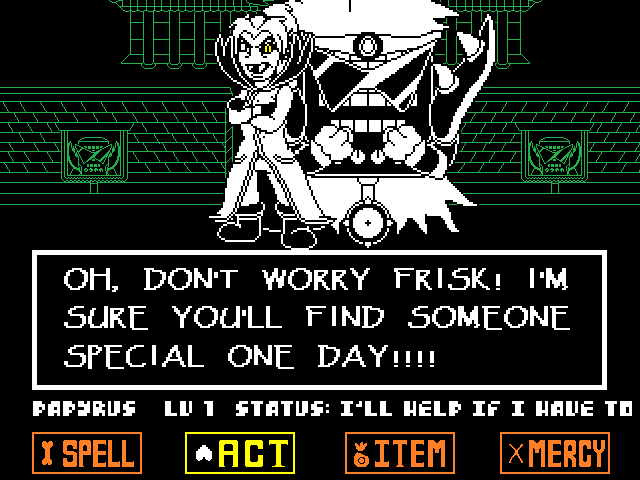 OH, DON'T WORRY FRISK! I'M
SURE YOU'LL FIND SOMEONE
SPECIAL ONE DAY!!!!
PAPYRUS LV 1 STATUS: I'LL HELP IF I HAVE TO
SPELL ACT ITEM MERCY